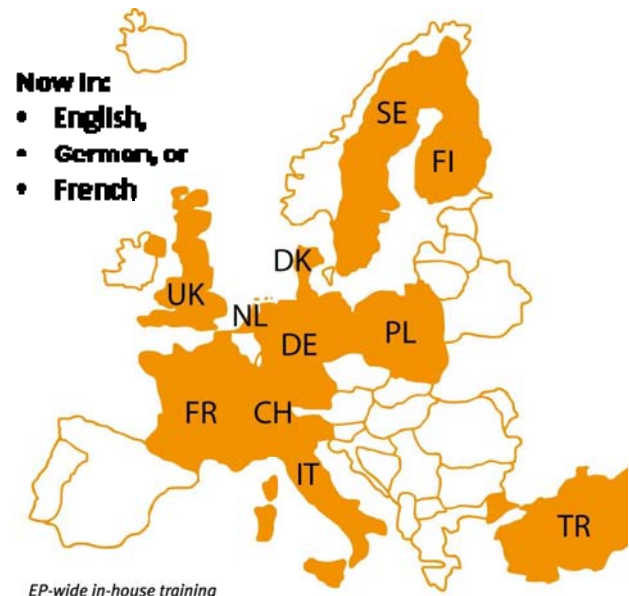 Now in:
• English,
• German, or
• French
SE
FI
DK
UK
NL
DE
PL
FR
CH
IT
TR
EP-wide in-house training